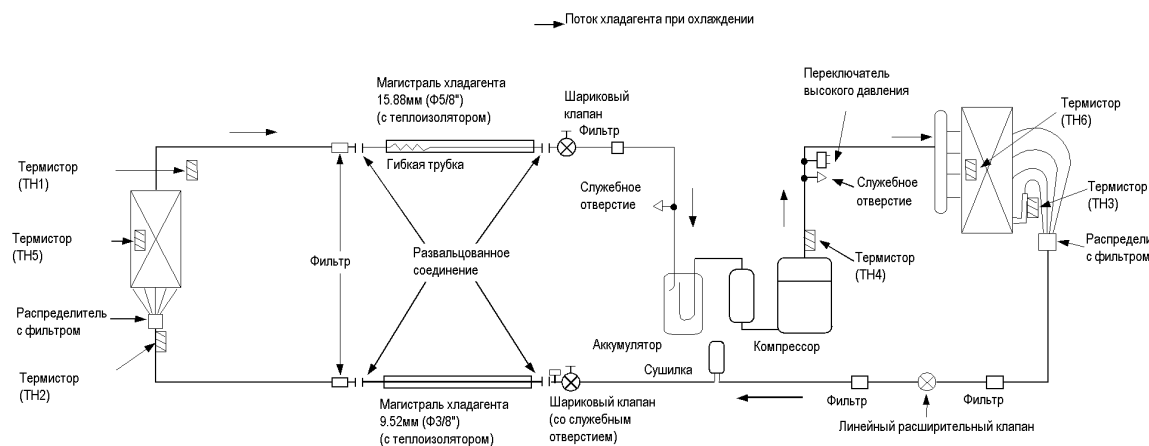 Поток хладагента при охлаждении
Магистраль хладагента
15.88мм (Ф5/8")
(с теплоизолятором)
Шариковый
клапан
Фильтр
Переключатель
высокого давления
Термистор
(TH6)
Гибкая трубка
Термистор
(TH1)
Служебное
отверстие
Служебное
отверстие
Термистор
(TH3)
Термистор
(TH5)
Фильтр
Развальцованное
соединение
Термистор
(TH4)
Распредели
с фильтром
Распределитель
с фильтром
Аккумулятор
Компрессор
Сушилка
Термистор
(TH2)
Магистраль хладагента
9.52мм (Ф3/8")
(с теплоизолятором)
Шариковый клапан
(со служебным
отверстием)
Фильтр
Фильтр
Линейный расширительный клапан